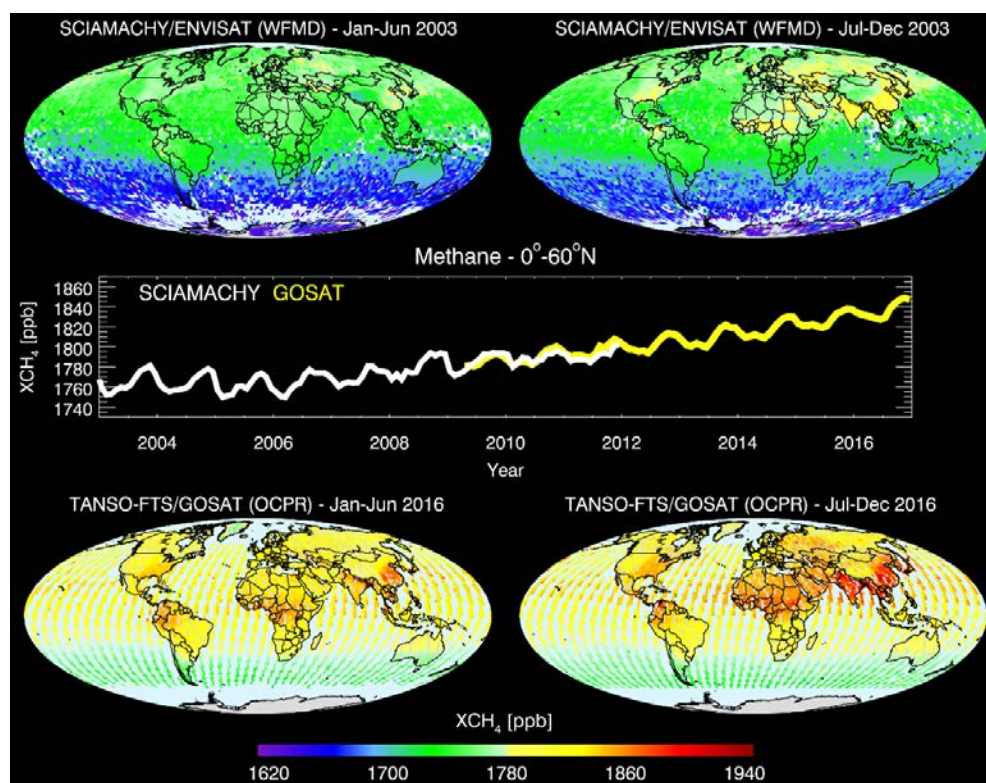 SCIAMACHY/ENVISAT (WFMD) - Jan-Jun 2003
SCIAMACHY/ENVISAT (WFMD) - Jul-Dec 2003
Methane - 0°-60°N
SCIAMACHY GOSAT
XCH₄ [ppb]
1860
1840
1820
1800
1780
1760
1740
2004 2006 2008 2010 2012 2014 2016
Year
TANSO-FTS/GOSAT (OCPR) - Jan-Jun 2016
TANSO-FTS/GOSAT (OCPR) - Jul-Dec 2016
XCH₄ [ppb]
1620 1700 1780 1860 1940